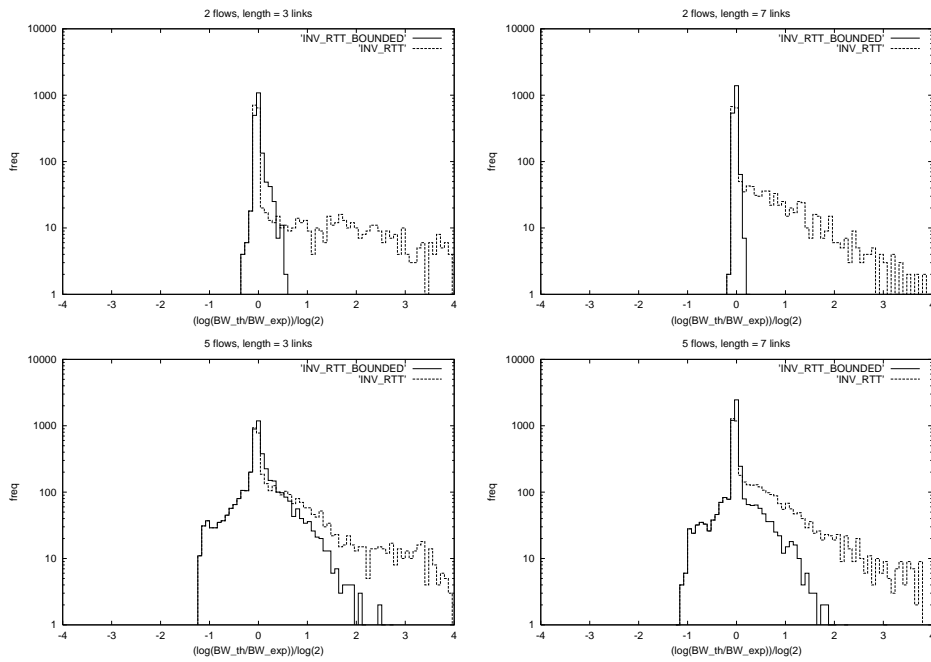 2 flows, length = 3 links
10000
'INV_RTT_BOUNDED'
'INV_RTT'
1000
freq
100
10
1
-4 -3 -2 -1 0 1 2 3 4
(log(BW_th/BW_exp))/log(2)
2 flows, length = 7 links
10000
'INV_RTT_BOUNDED'
'INV_RTT'
1000
freq
100
10
1
-4 -3 -2 -1 0 1 2 3 4
(log(BW_th/BW_exp))/log(2)
5 flows, length = 3 links
10000
'INV_RTT_BOUNDED'
'INV_RTT'
1000
freq
100
10
1
-4 -3 -2 -1 0 1 2 3 4
(log(BW_th/BW_exp))/log(2)
5 flows, length = 7 links
10000
'INV_RTT_BOUNDED'
'INV_RTT'
1000
freq
100
10
1
-4 -3 -2 -1 0 1 2 3 4
(log(BW_th/BW_exp))/log(2)